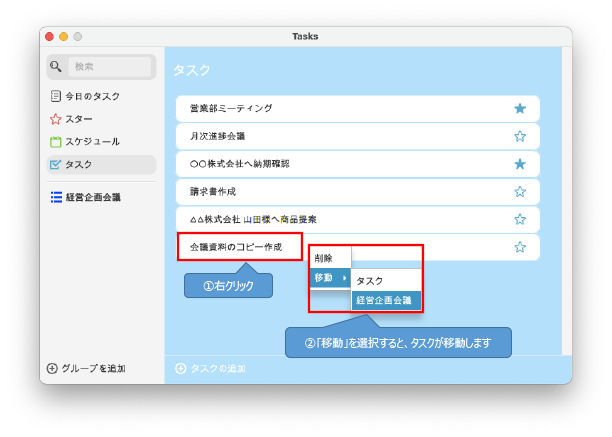 Tasks
検索
今日のタスク
スター
スケジュール
タスク
経営企画会議
グループを追加
タスク
営業部ミーティング
月次進捗会議
〇〇株式会社へ納期確認
請求書作成
△△株式会社 山田様へ商品提案
会議資料のコピー作成
①右クリック
削除
移動
タスク
経営企画会議
②「移動」を選択すると、タスクが移動します
タスクの追加